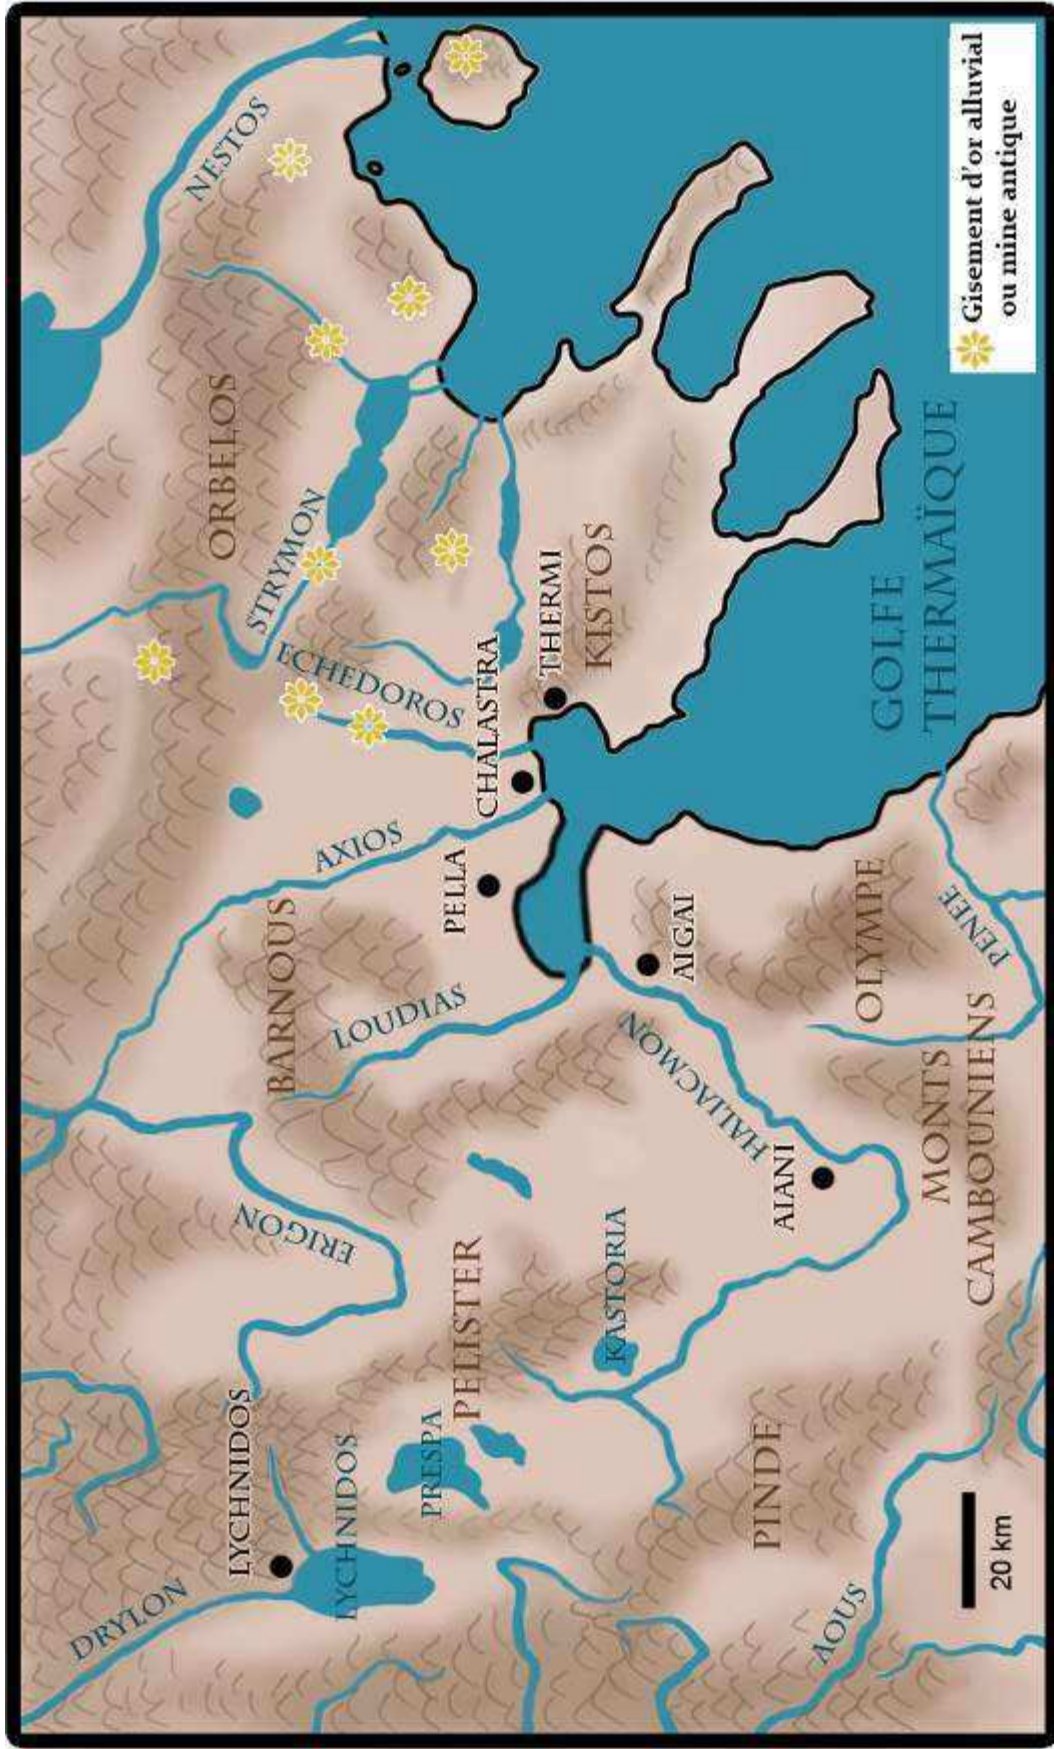 DRYLON
LYCHNIDOS
LYCHNIDOS
PRESPA
PELISTER
ERIGON
KASTORIA
PINDE
AOUS
20 km
AIANI
HALIACMON
MONTS
CAMBOUNIENS
BARNOUS
LOUDIAS
AXIOS
PELLA
AIGAI
OLYMPE
PENÉE
CHALASTRA
ECHEDOROS
THERMI
KISTOS
STRYMON
ORBELOS
NESTOS
GOLFE
THERMAÏQUE
Gisement d'or alluvial
ou mine antique